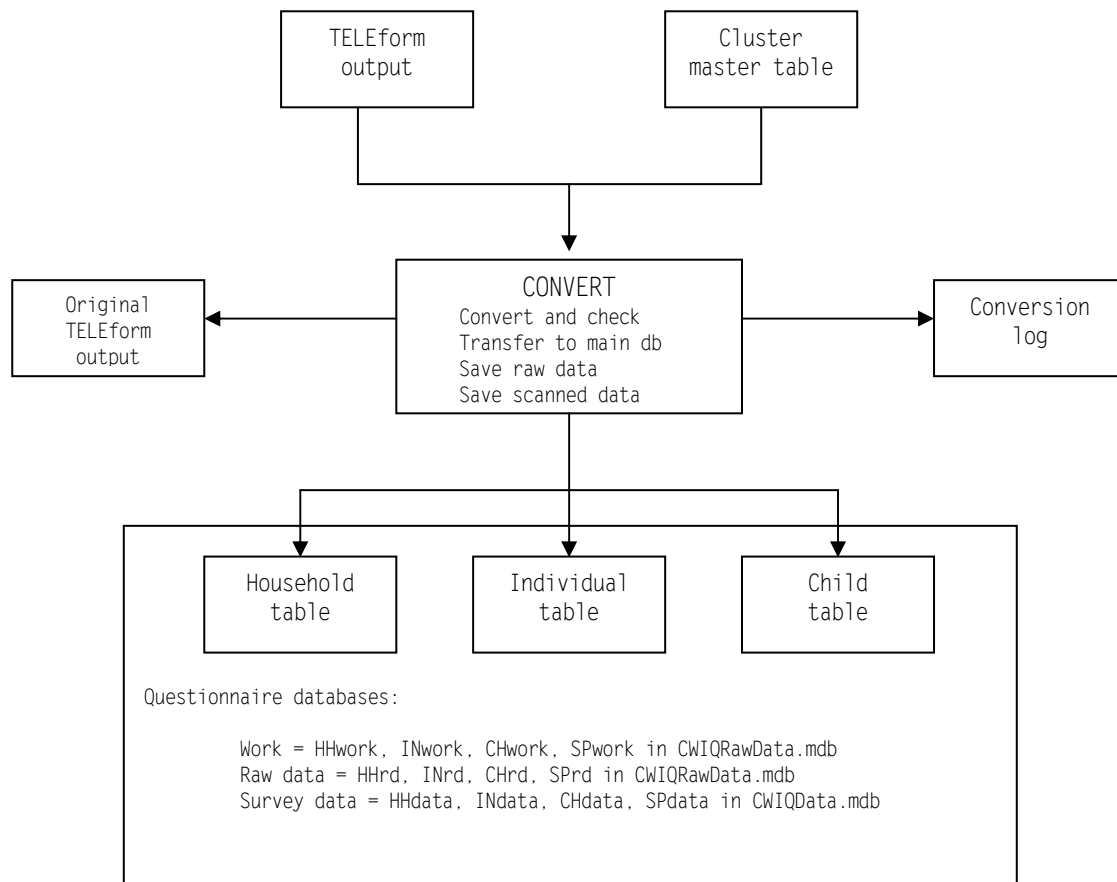 TELEform
output
Cluster
master table
Original
TELEform
output
CONVERT
Convert and check
Transfer to main db
Save raw data
Save scanned data
Conversion
log
Household
table
Individual
table
Child
table
Questionnaire databases:
Work = HHwork, INwork, CHwork, SPwork in CWIQRawData.mdb
Raw data = HHrd, INrd, CHrd, SPrd in CWIQRawData.mdb
Survey data = HHdata, INdata, CHdata, SPdata in CWIQData.mdb